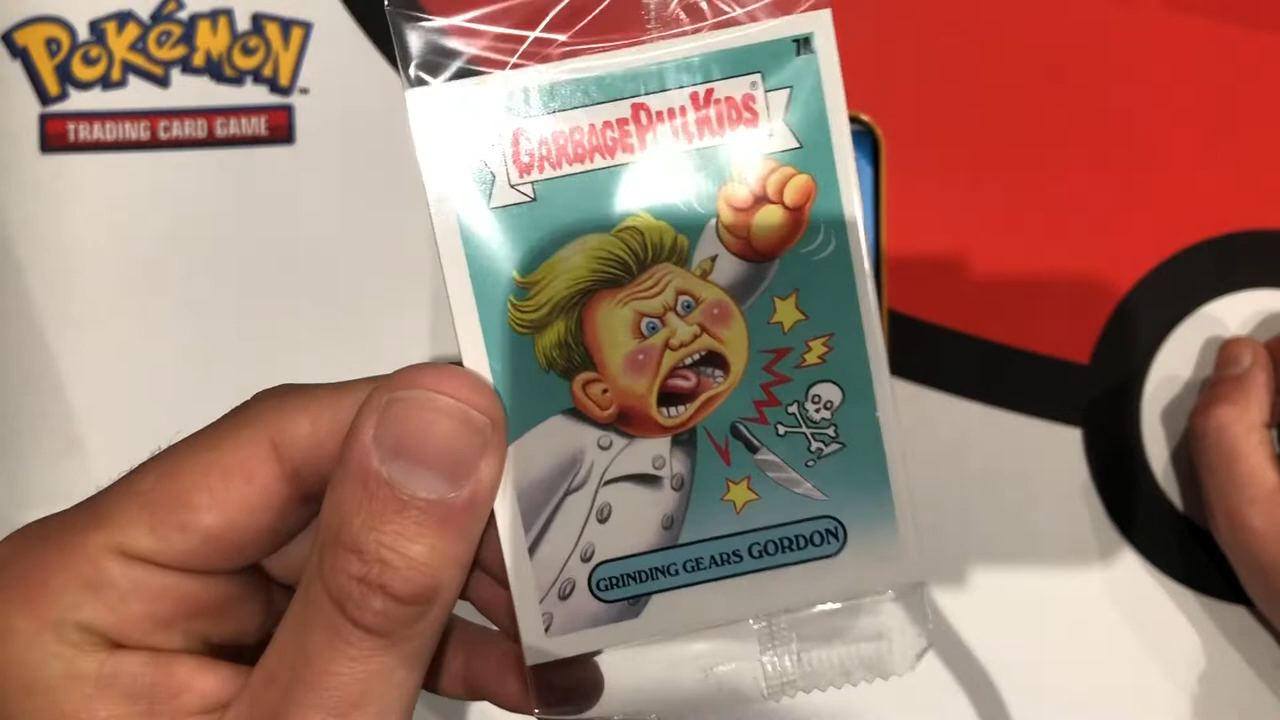 POKéMON
TRADING CARD GAME
GARBAGE PAIL KIDS
GRINDING GEARS GORDON